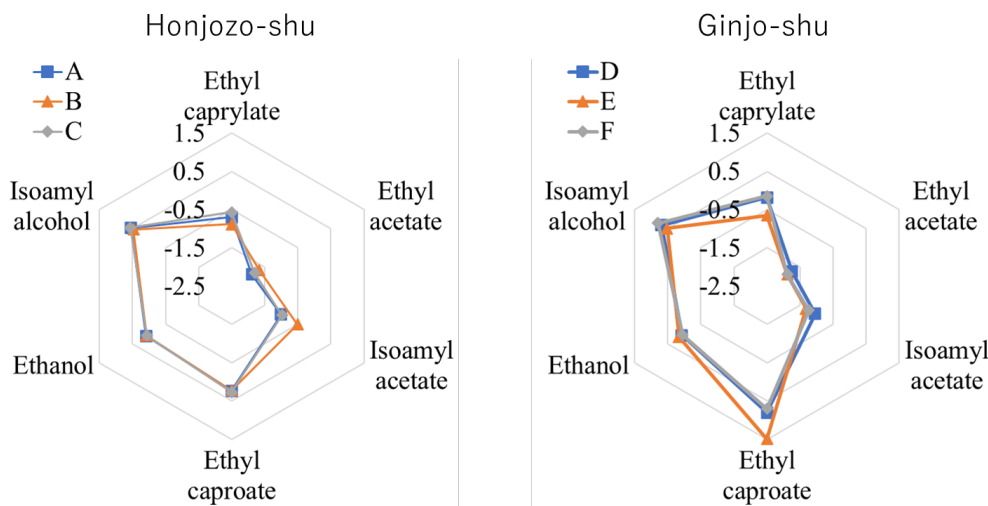 Honjozo-shu
A
B
C
Ethyl
caprylate
1.5
0.5
-0.5
-1.5
-2.5
Isoamyl
alcohol
Ethyl
acetate
Ethanol
Isoamyl
acetate
Ethyl
caproate
Ginjo-shu
D
E
F
Ethyl
caprylate
1.5
0.5
-0.5
-1.5
-2.5
Isoamyl
alcohol
Ethyl
acetate
Ethanol
Isoamyl
acetate
Ethyl
caproate